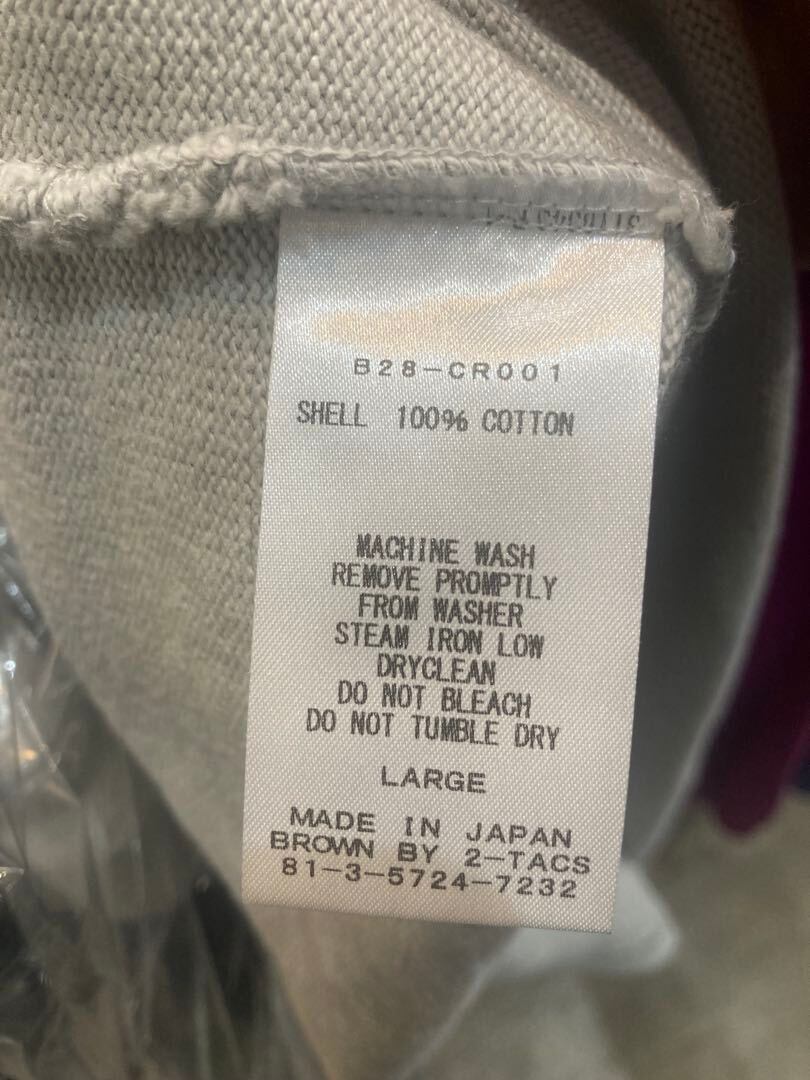 B28-CR001
SHELL 100% COTTON
MACHINE WASH
REMOVE PROMPTLY
FROM WASHER
STEAM IRON LOW
DRYCLEAN
DO NOT BLEACH
DO NOT TUMBLE DRY
LARGE
MADE IN JAPAN
BROWN BY 2-TACS
81-3-5724-7232